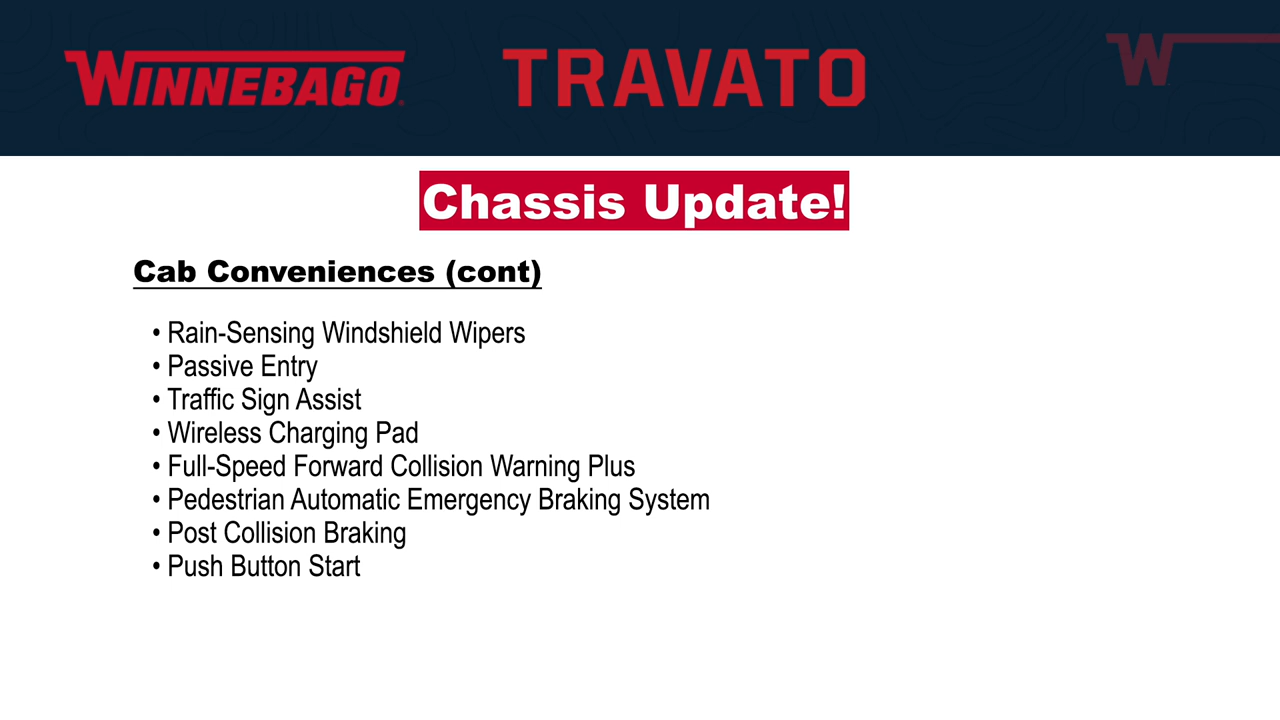 WINNEBAGO TRAVATO W
Chassis Update!
Cab Conveniences (cont)
• Rain-Sensing Windshield Wipers
• Passive Entry
• Traffic Sign Assist
• Wireless Charging Pad
• Full-Speed Forward Collision Warning Plus
• Pedestrian Automatic Emergency Braking System
• Post Collision Braking
• Push Button Start